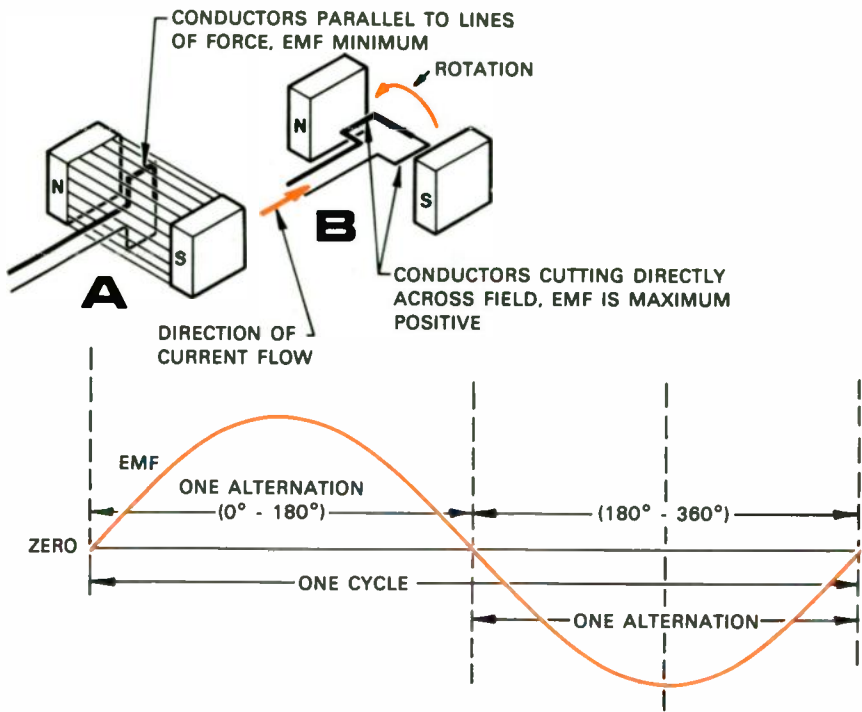 CONDUCTORS PARALLEL TO LINES
OF FORCE, EMF MINIMUM
ROTATION
N
S
A
N
S
B
CONDUCTORS CUTTING DIRECTLY
ACROSS FIELD, EMF IS MAXIMUM
POSITIVE
DIRECTION OF
CURRENT FLOW
EMF
ONE ALTERNATION
(0° - 180°)
(180° - 360°)
ZERO
ONE CYCLE
ONE ALTERNATION